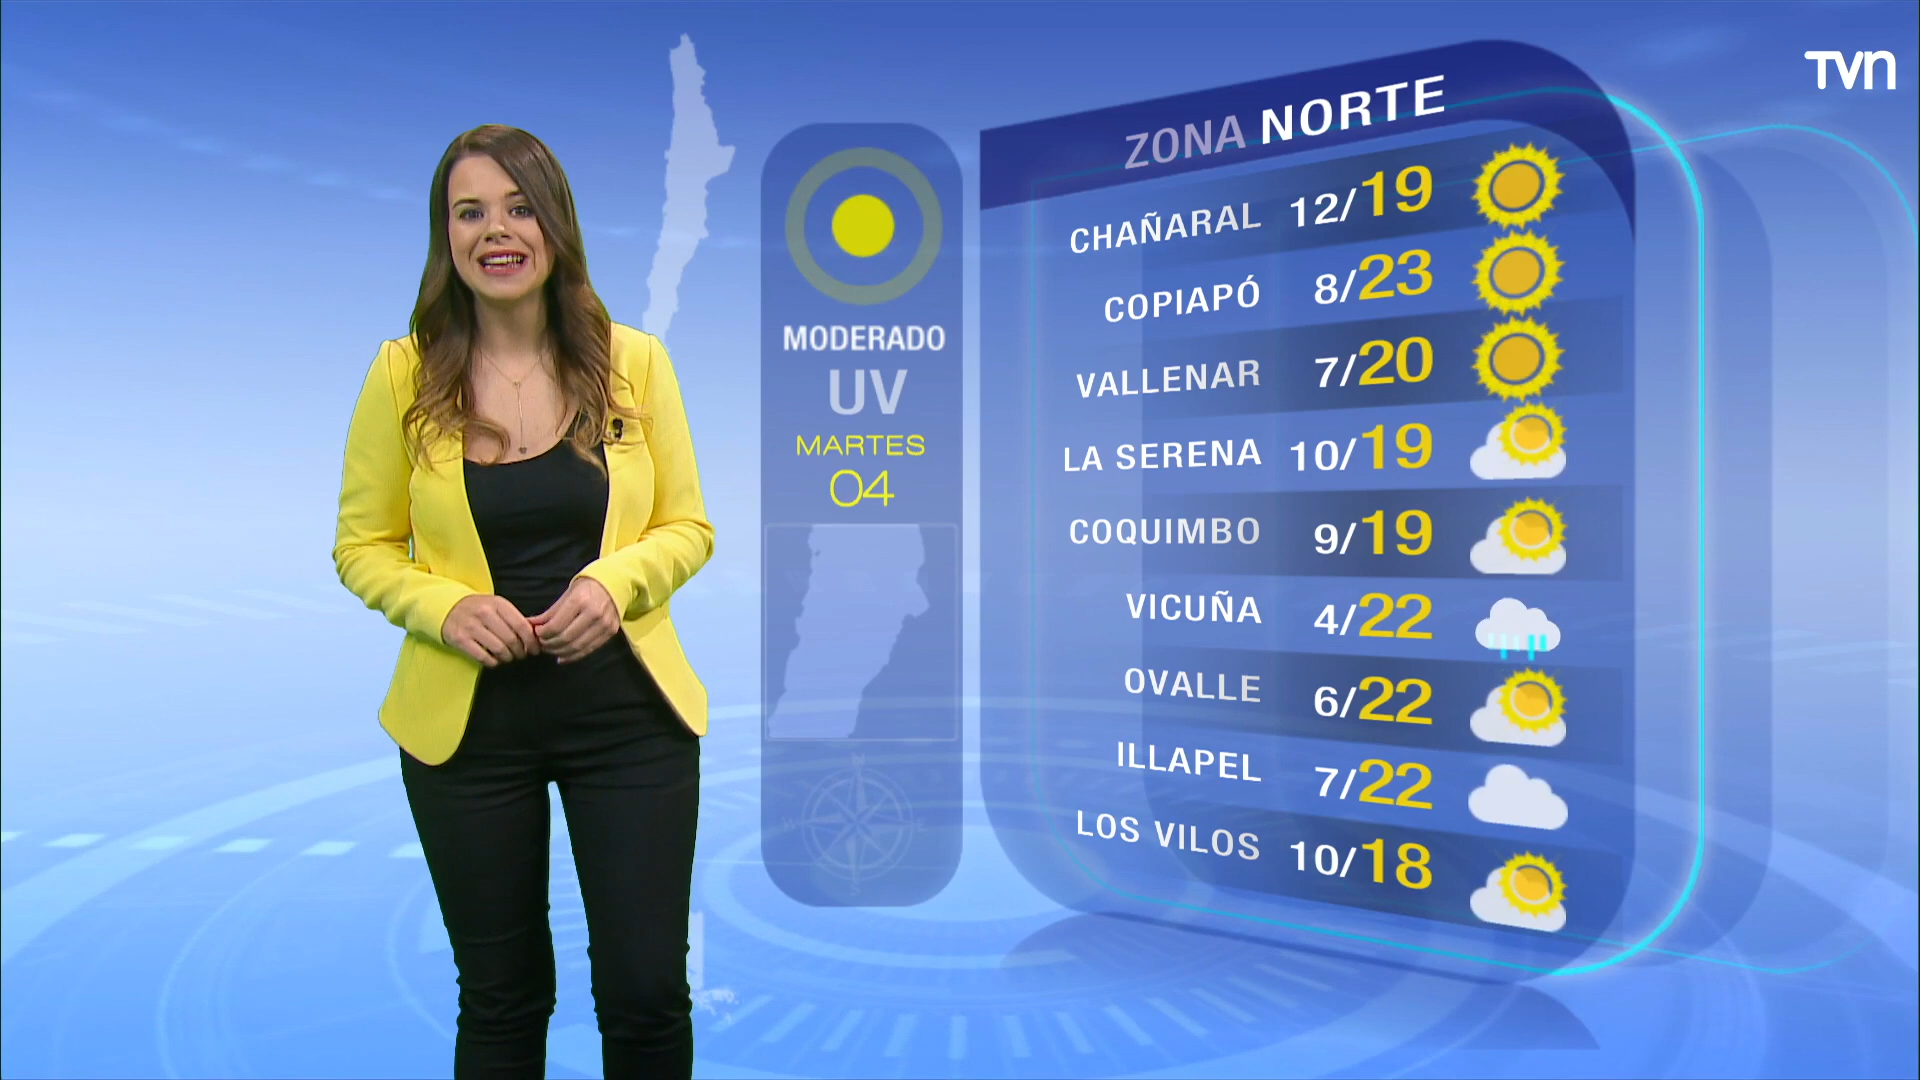 TVN
ZONA NORTE
CHAÑARAL 12/19
COPIAPÓ 8/23
VALLENAR 7/20
LA SERENA 10/19
COQUIMBO 9/19
VICUÑA 4/22
OVALLE 6/22
ILLAPEL 7/22
LOS VILOS 10/18
MODERADO
UV
MARTES
04
N
W E
S